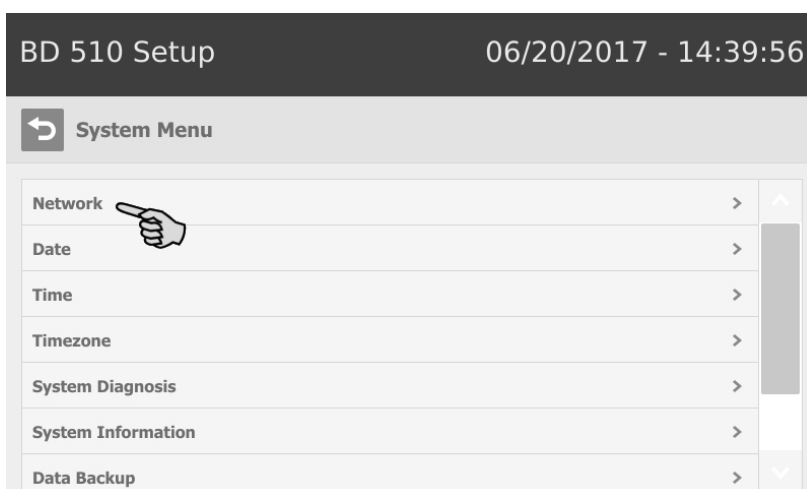 BD 510 Setup 06/20/2017 - 14:39:56
System Menu
Network
Date
Time
Timezone
System Diagnosis
System Information
Data Backup